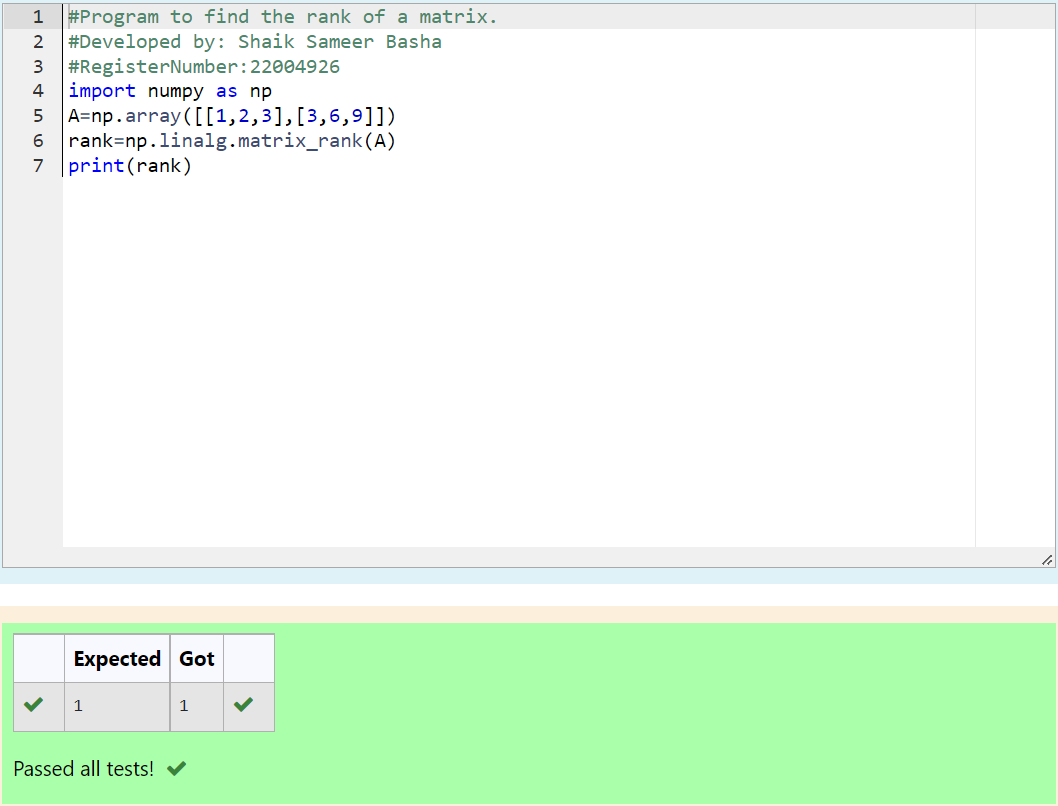 1 #Program to find the rank of a matrix.
2 #Developed by: Shaik Sameer Basha
3 #RegisterNumber:22004926
4 import numpy as np
5 A=np.array([[1,2,3],[3,6,9]])
6 rank=np.linalg.matrix_rank(A)
7 print(rank)
Expected Got
1 1
Passed all tests!